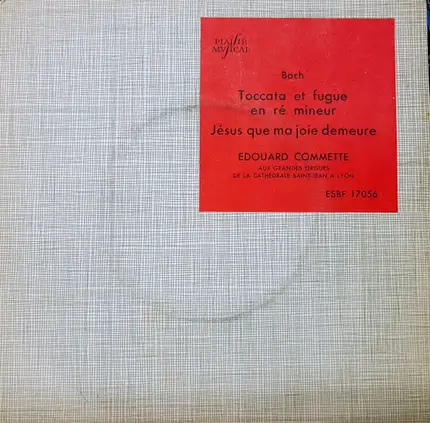 PLAISIR
MUSICAL
Bach
Toccata et fugue
en ré mineur
Jésus que ma joie demeure
EDOUARD COMMETTE
AUX GRANDES ORGUES
DE LA CATHÉDRALE SAINT-JEAN A LYON
ESBF 17056